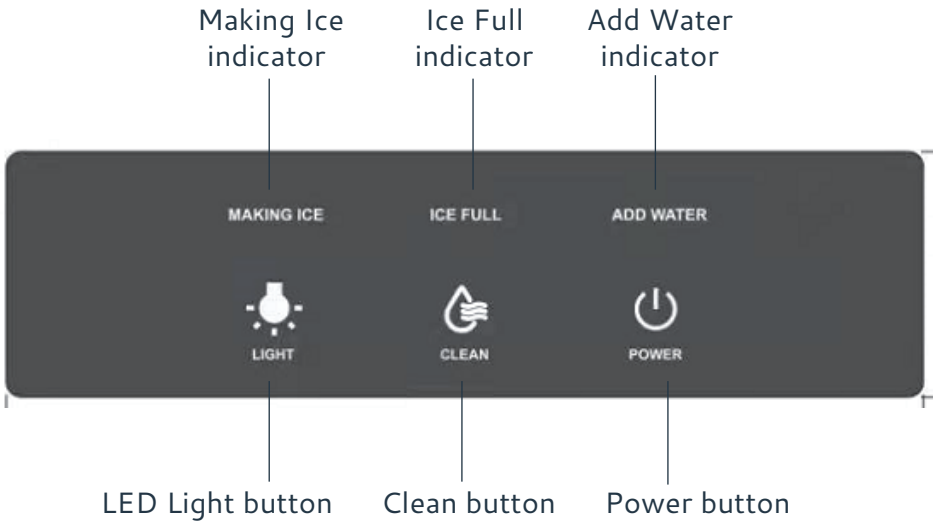 Making Ice indicator
Ice Full indicator
Add Water indicator
MAKING ICE
ICE FULL
ADD WATER
LIGHT
CLEAN
POWER
LED Light button
Clean button
Power button